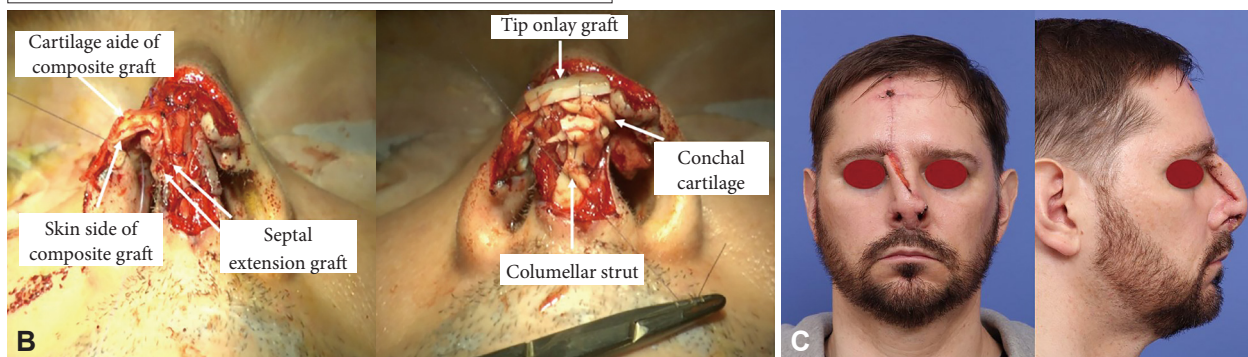 Cartilage aide of
composite graft
Skin side of
composite graft
Septal
extension graft
B
Tip onlay graft
Conchal
cartilage
Columellar strut
C